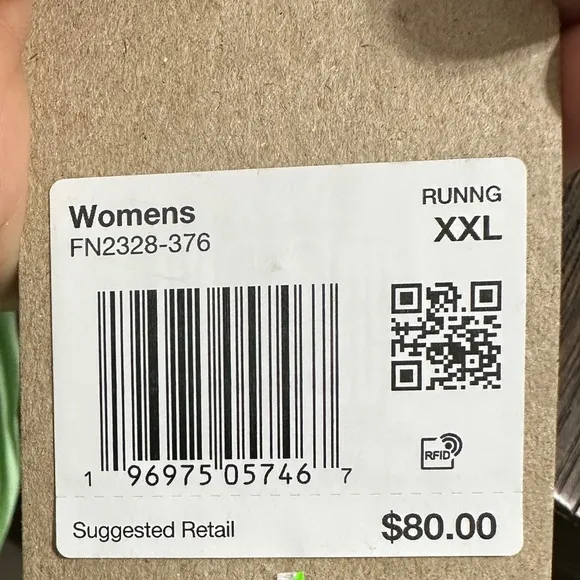 Womens
RUNNG
FN2328-376
XXL
RFID
1 96975 05746 7
Suggested Retail
$80.00